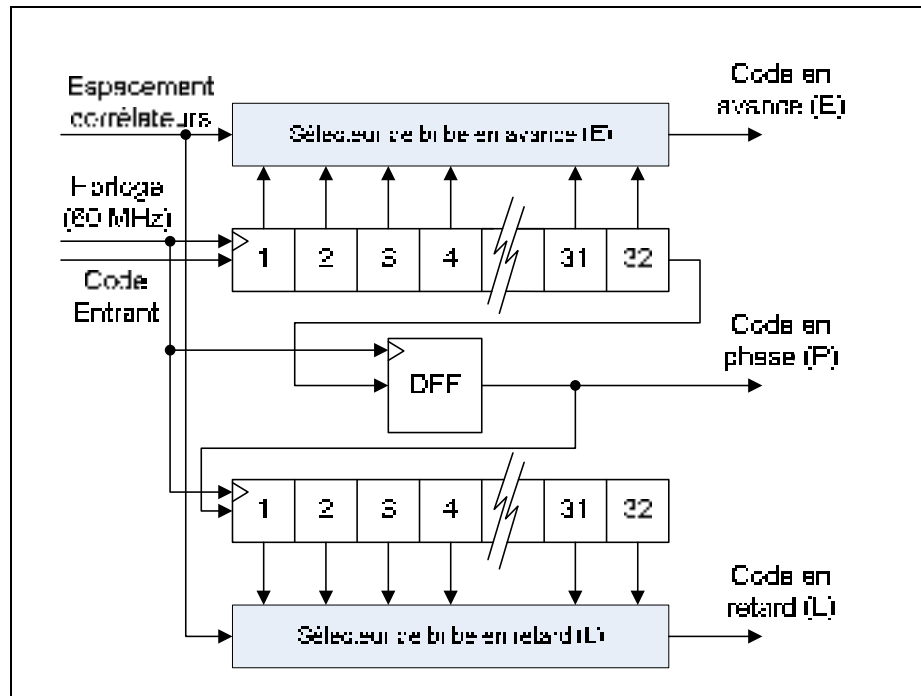 Espacement
corrélateurs
Code en
avance (E)
Sélecteur de bribe en avance (E)
Horloge
(60 MHz)
1 2 3 4 31 32
Code
Entrant
Code en
phase (P)
DFF
1 2 3 4 31 32
Code en
retard (L)
Sélecteur de bribe en retard (L)